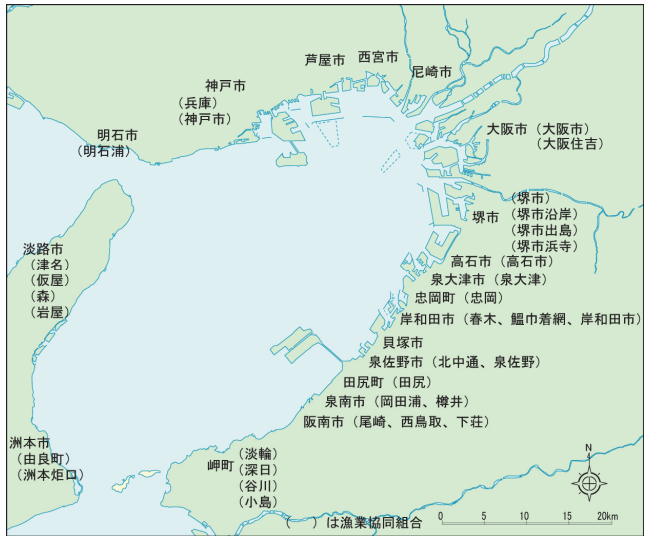 芦屋市
西宮市
尼崎市
神戸市
(兵庫)
(神戸市)
明石市
(明石浦)
大阪市(大阪市)
(大阪住吉)
堺市
(堺市)
(堺市沿岸)
(堺市出島)
(堺市浜寺)
高石市(高石市)
泉大津市(泉大津)
忠岡町(忠岡)
岸和田市(春木、鰮巾着網、岸和田市)
貝塚市
泉佐野市(北中通、泉佐野)
田尻町(田尻)
泉南市(岡田浦、樽井)
阪南市(尾崎、西鳥取、下荘)
淡路市
(津名)
(仮屋)
(森)
(岩屋)
洲本市
(由良町)
(洲本炬口)
岬町
(淡輪)
(深日)
(谷川)
(小島)
( )は漁業協同組合
N
0 5 10 15 20km